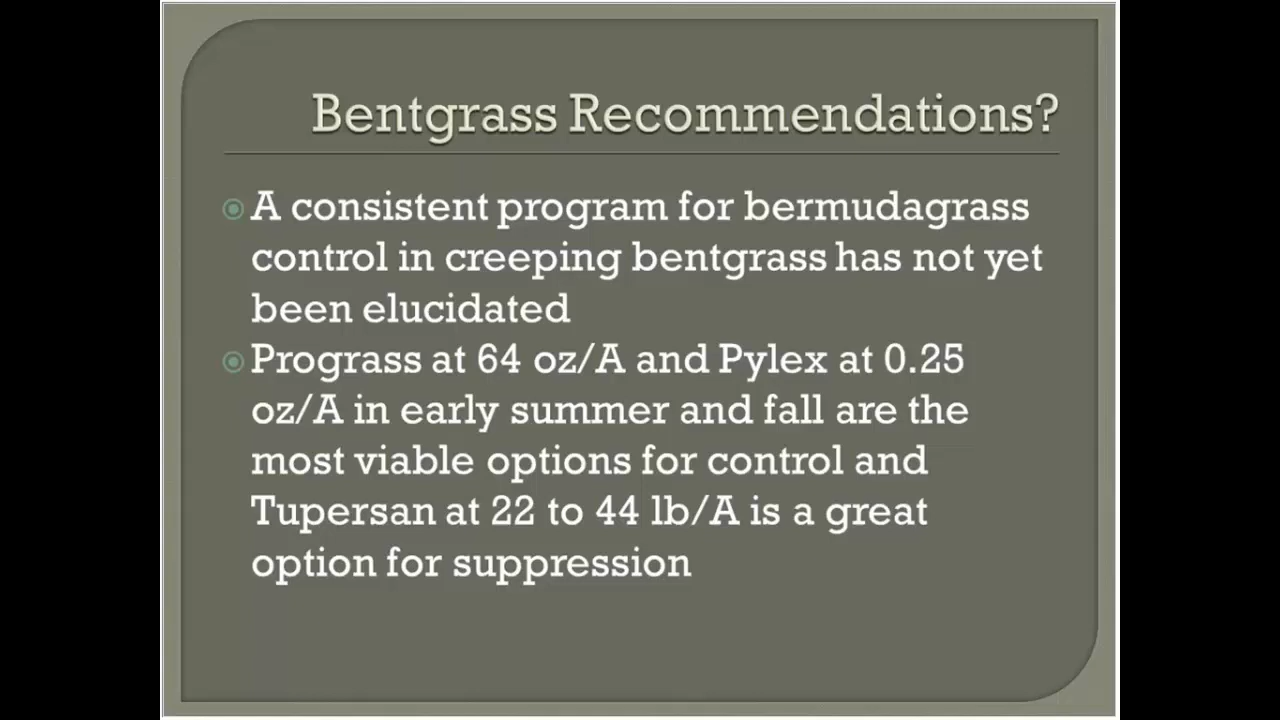 Bentgrass Recommendations?
A consistent program for bermudagrass
control in creeping bentgrass has not yet
been elucidated
Prograss at 64 oz/A and Pylex at 0.25
oz/A in early summer and fall are the
most viable options for control and
Tupersan at 22 to 44 lb/A is a great
option for suppression